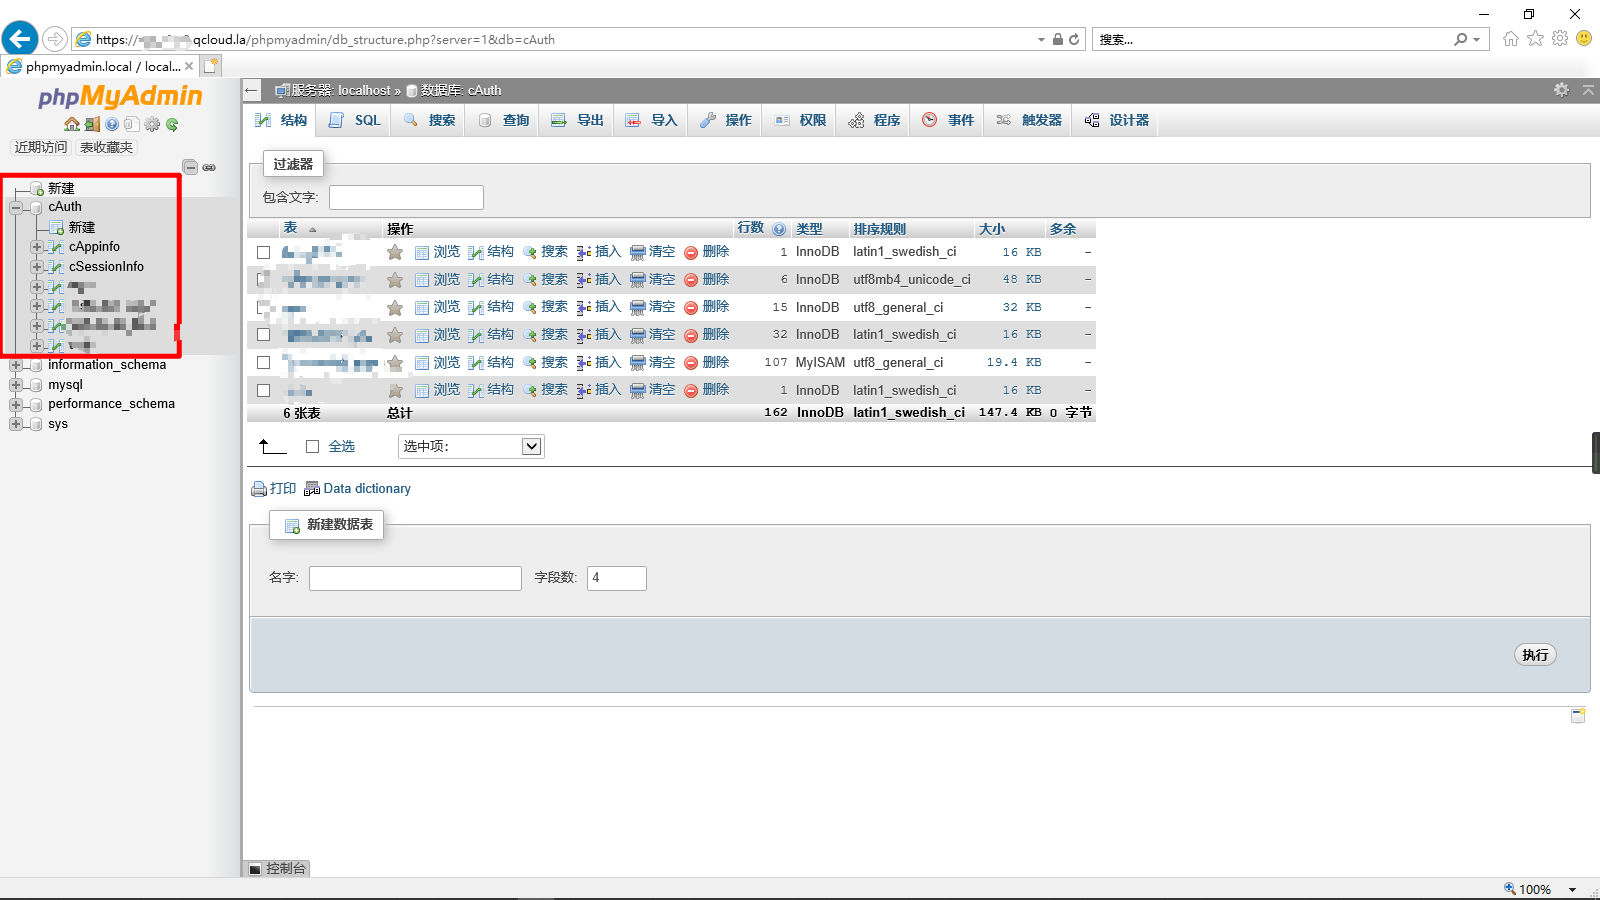 qcloud.la/phpmyadmin/db_structure.php?server=1&db=cAuth
搜索...
phpmyadmin.local / local...
phpMyAdmin
近期访问 表收藏夹
新建
cAuth
新建
cAppinfo
cSessionInfo
information_schema
mysql
performance_schema
sys
服务器: localhost » 数据库: cAuth
结构 SQL 搜索 查询 导出 导入 操作 权限 程序 事件 触发器 设计器
过滤器
包含文字:
表 操作 行数 类型 排序规则 大小 多余
浏览 结构 搜索 插入 清空 删除 1 InnoDB latin1_swedish_ci 16 KB -
浏览 结构 搜索 插入 清空 删除 6 InnoDB utf8mb4_unicode_ci 48 KB -
浏览 结构 搜索 插入 清空 删除 15 InnoDB utf8_general_ci 32 KB -
浏览 结构 搜索 插入 清空 删除 32 InnoDB latin1_swedish_ci 16 KB -
浏览 结构 搜索 插入 清空 删除 107 MyISAM utf8_general_ci 19.4 KB -
浏览 结构 搜索 插入 清空 删除 1 InnoDB latin1_swedish_ci 16 KB -
6 张表 总计 162 InnoDB latin1_swedish_ci 147.4 KB 0 字节
全选 选中项:
打印 Data dictionary
新建数据表
名字: 字段数: 4
执行
控制台
100%